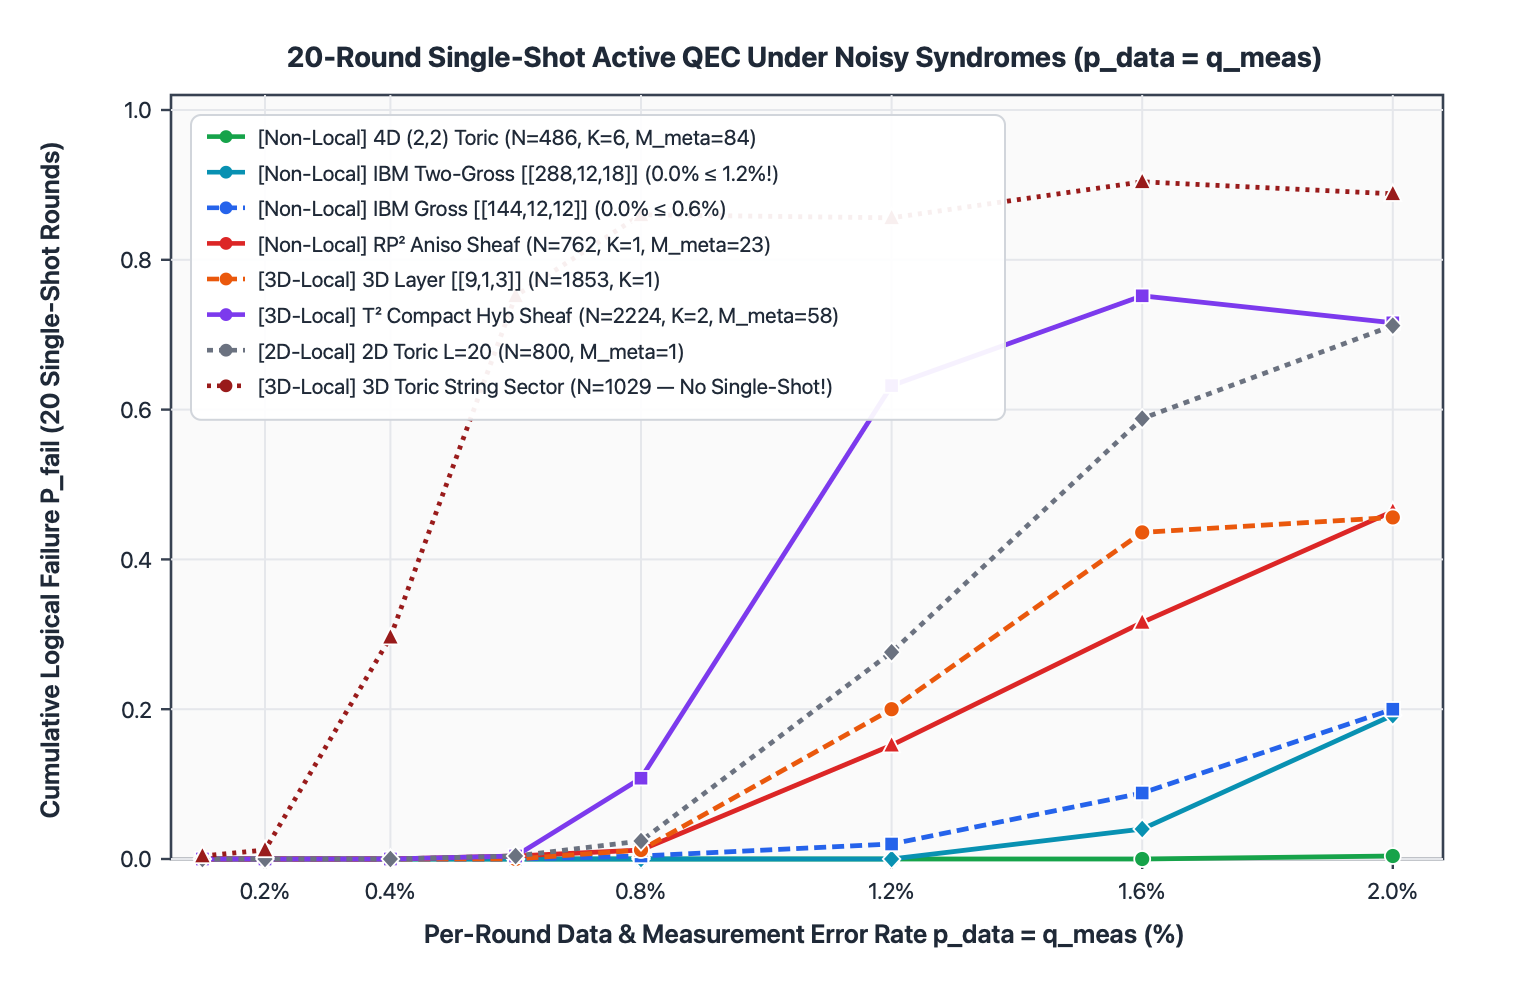 20-Round Single-Shot Active QEC Under Noisy Syndromes (p_data = q_meas)
Cumulative Logical Failure P_fail (20 Single-Shot Rounds)
1.0
0.8
0.6
0.4
0.2
0.0
[Non-Local] 4D (2,2) Toric (N=486, K=6, M_meta=84)
[Non-Local] IBM Two-Gross [[288,12,18]] (0.0% ≤ 1.2%!)
[Non-Local] IBM Gross [[144,12,12]] (0.0% ≤ 0.6%)
[Non-Local] RP² Aniso Sheaf (N=762, K=1, M_meta=23)
[3D-Local] 3D Layer [[9,1,3]] (N=1853, K=1)
[3D-Local] T² Compact Hyb Sheaf (N=2224, K=2, M_meta=58)
[2D-Local] 2D Toric L=20 (N=800, M_meta=1)
[3D-Local] 3D Toric String Sector (N=1029 — No Single-Shot!)
0.2% 0.4% 0.8% 1.2% 1.6% 2.0%
Per-Round Data & Measurement Error Rate p_data = q_meas (%)